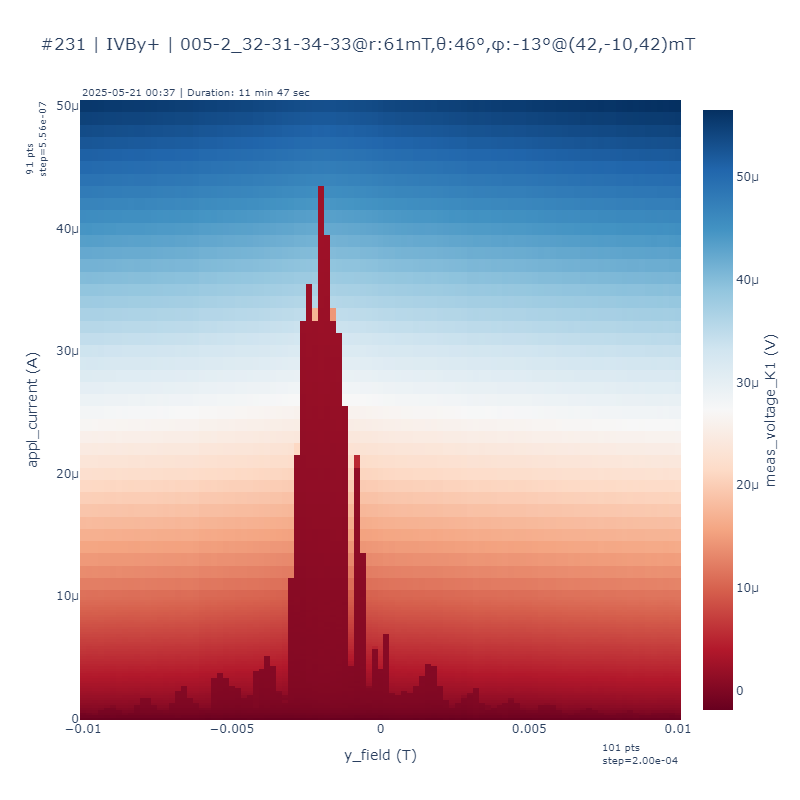 #231 | IVBy+ | 005-2_32-31-34-33@r:61mT,θ:46°,φ:-13°@(42,-10,42)mT
2025-05-21 00:37 | Duration: 11 min 47 sec
91 pts
step=5.56e-07
50μ
40μ
30μ
20μ
10μ
0
appl_current (A)
−0.01
−0.005
0
0.005
0.01
y_field (T)
101 pts
step=2.00e-04
50μ
40μ
30μ
20μ
10μ
0
meas_voltage_K1 (V)